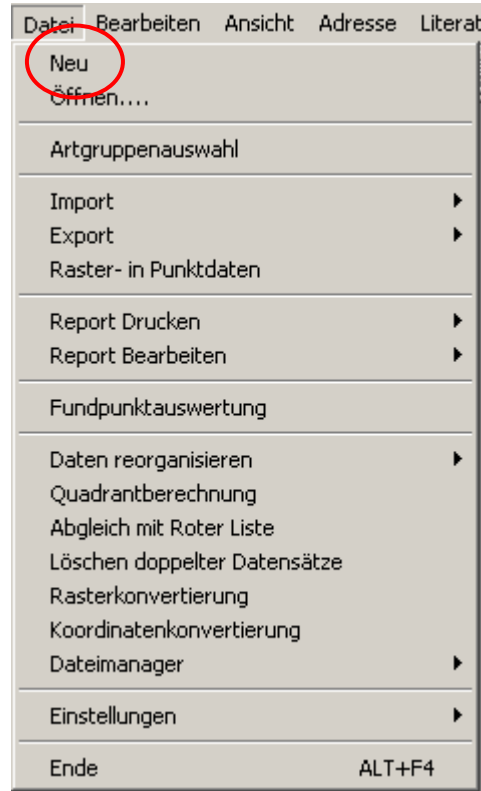 Datei Bearbeiten Ansicht Adresse Literat
Neu
Öffnen....
Artgruppenauswahl
Import
Export
Raster- in Punktdaten
Report Drucken
Report Bearbeiten
Fundpunktauswertung
Daten reorganisieren
Quadrantberechnung
Abgleich mit Roter Liste
Löschen doppelter Datensätze
Rasterkonvertierung
Koordinatenkonvertierung
Dateimanager
Einstellungen
Ende ALT+F4